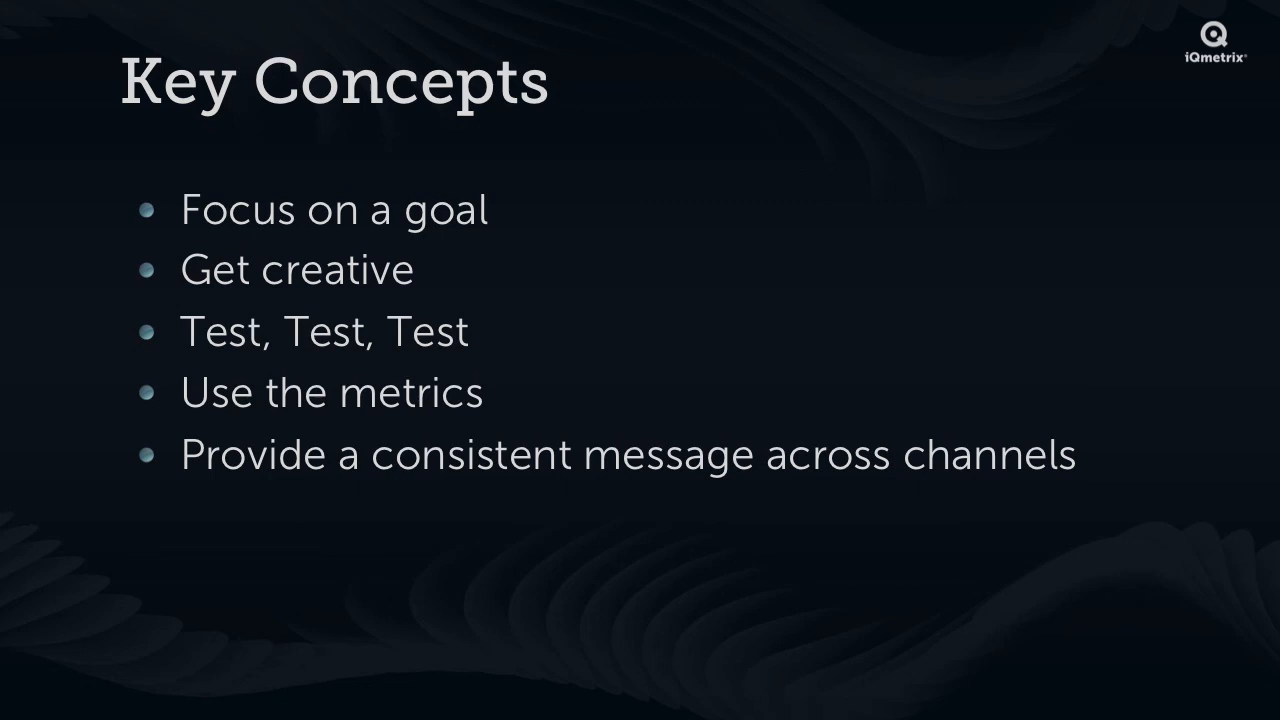 iQmetrix
Key Concepts
Focus on a goal
Get creative
Test, Test, Test
Use the metrics
Provide a consistent message across channels